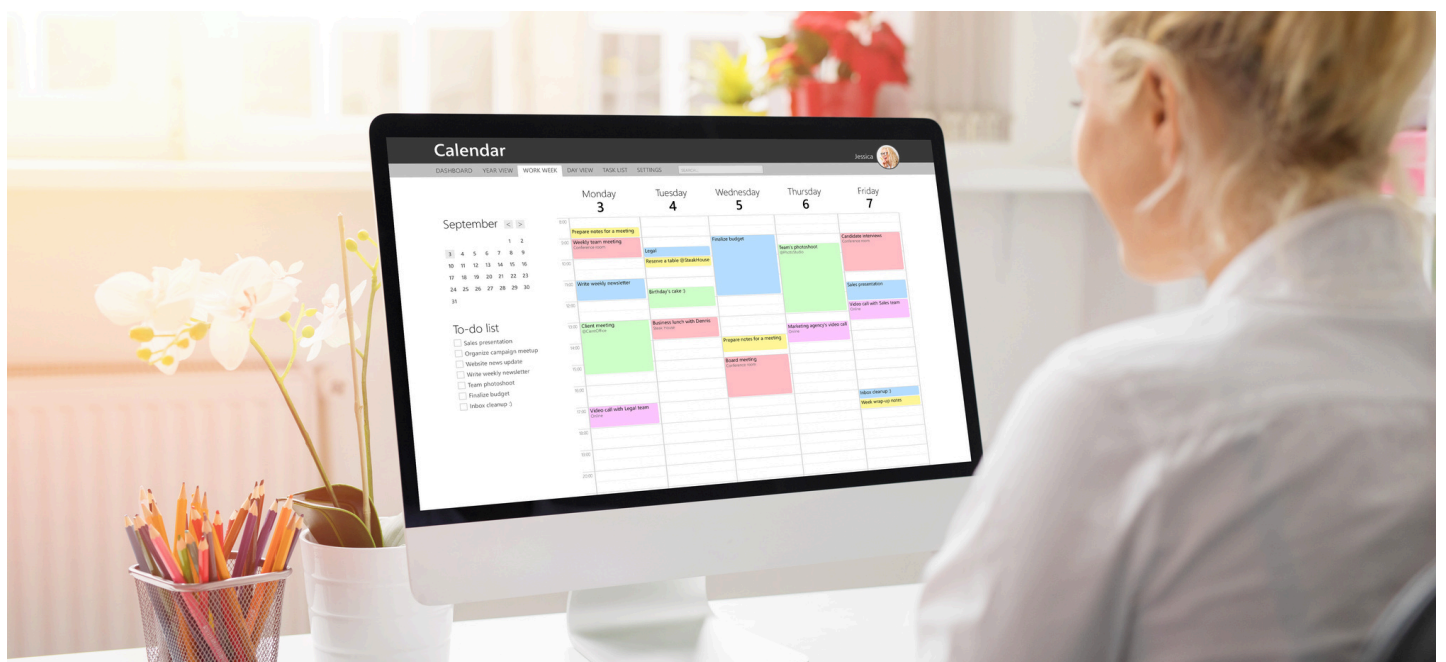 Calendar
Jessica
DASHBOARD YEAR VIEW WORK WEEK DAY VIEW TASK LIST SETTINGS
September < >
1 2
3 4 5 6 7 8 9
10 11 12 13 14 15 16
17 18 19 20 21 22 23
24 25 26 27 28 29 30
31
To-do list
Sales presentation
Organize campaign meetup
Website news update
Write weekly newsletter
Team photoshoot
Finalize budget
Inbox cleanup :)
Monday
3
Prepare notes for a meeting
Weekly team meeting
Conference room
Write weekly newsletter
Client meeting
Video call with Legal team
Online
Tuesday
4
Legal
Reserve a table @SteakHouse
Birthday's cake :)
Business lunch with Dennis
Wednesday
5
Finalize budget
Prepare notes for a meeting
Board meeting
Conference room
Thursday
6
Team's photoshoot
Marketing agency's video call
Online
Friday
7
Candidate interviews
Conference room
Sales presentation
Video call with Sales team
Online
Inbox cleanup :)
Week wrap-up notes